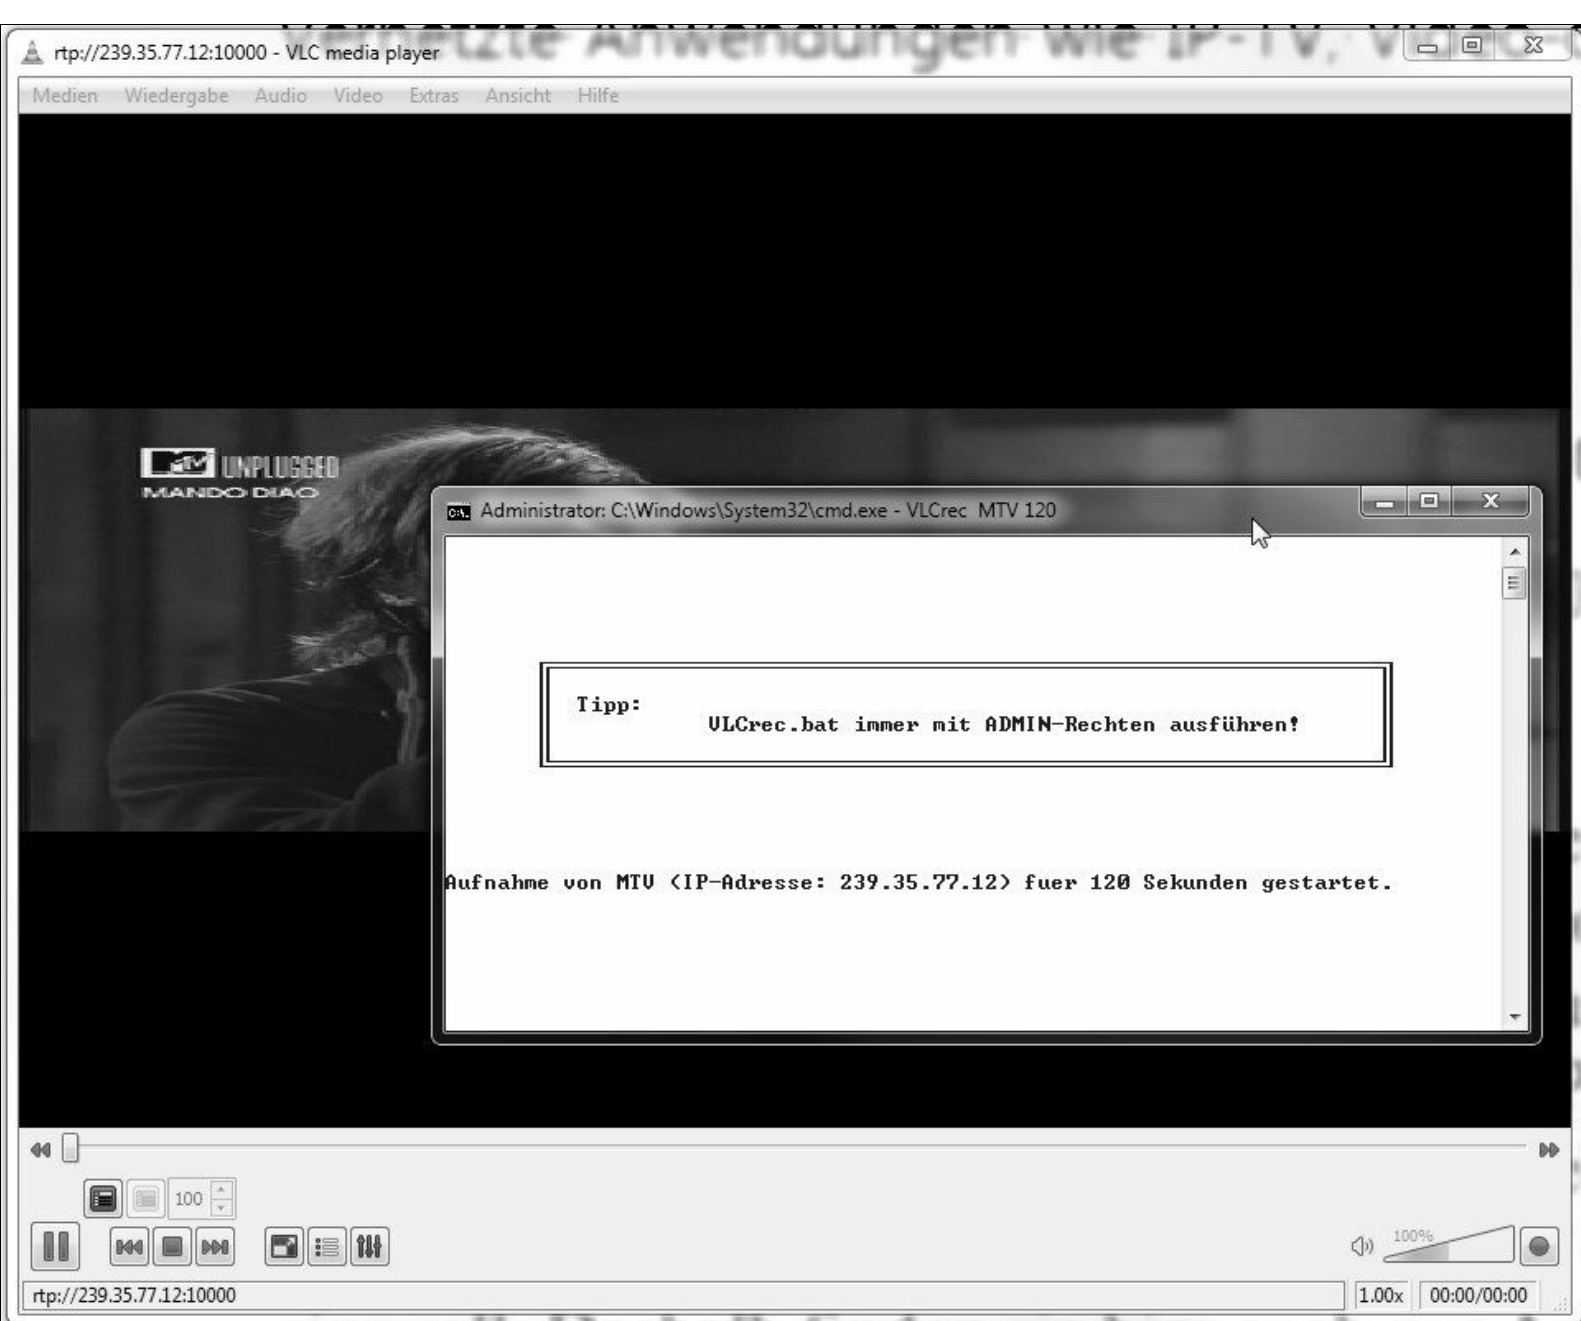 Vernetzte Anwendungen wie IP-TV,
rtp://239.35.77.12:10000 - VLC media player
Medien Wiedergabe Audio Video Extras Ansicht Hilfe
UNPLUGGED
MANDO DIAO
Administrator: C:\Windows\System32\cmd.exe - VLCrec MTV 120
Tipp:
VLCrec.bat immer mit ADMIN-Rechten ausführen!
Aufnahme von MTV (IP-Adresse: 239.35.77.12) fuer 120 Sekunden gestartet.
100
100%
rtp://239.35.77.12:10000
1.00x 00:00/00:00